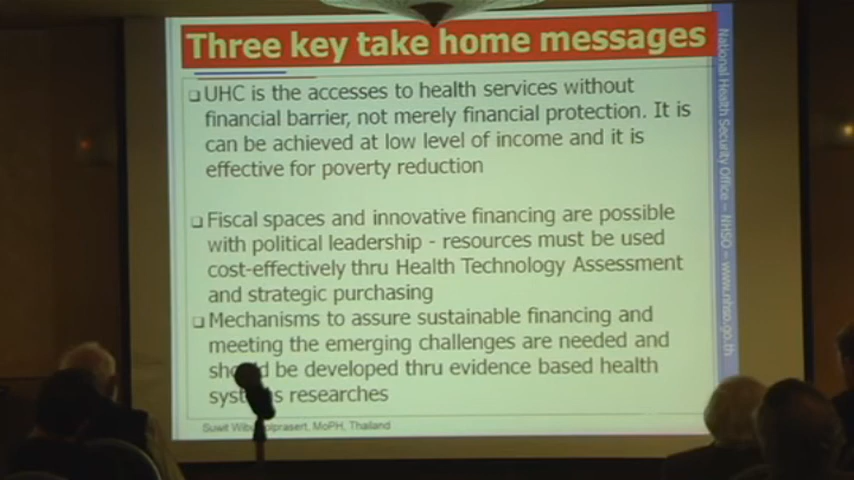 Three key take home messages
UHC is the accesses to health services without
financial barrier, not merely financial protection. It is
can be achieved at low level of income and it is
effective for poverty reduction
Fiscal spaces and innovative financing are possible
with political leadership - resources must be used
cost-effectively thru Health Technology Assessment
and strategic purchasing
Mechanisms to assure sustainable financing and
meeting the emerging challenges are needed and
be developed thru evidence based health
researches
Suwit MoPH, Thailand
National Health Security Office – NHSO – www.nhso.go.th